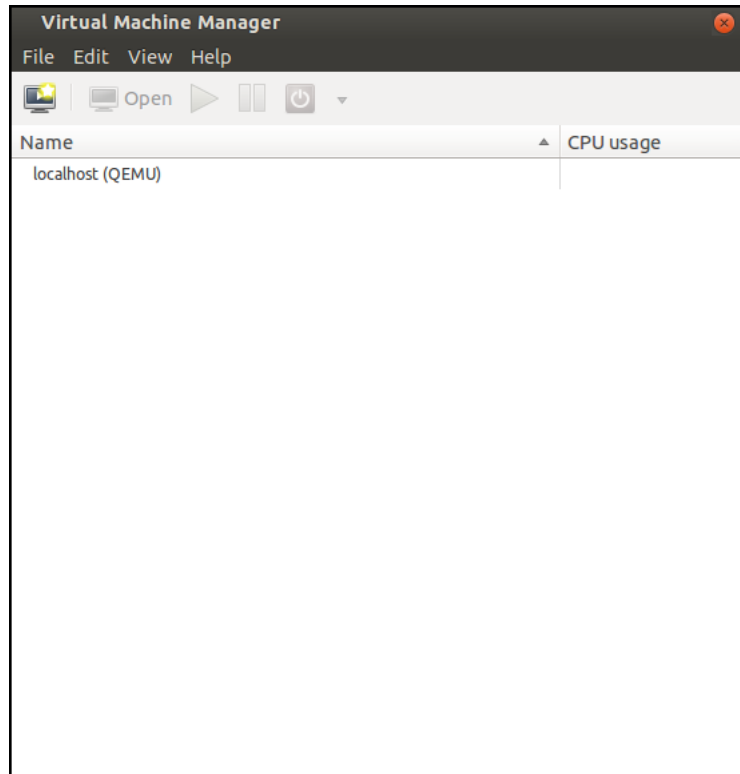 Virtual Machine Manager
File Edit View Help
Open
Name CPU usage
localhost (QEMU)